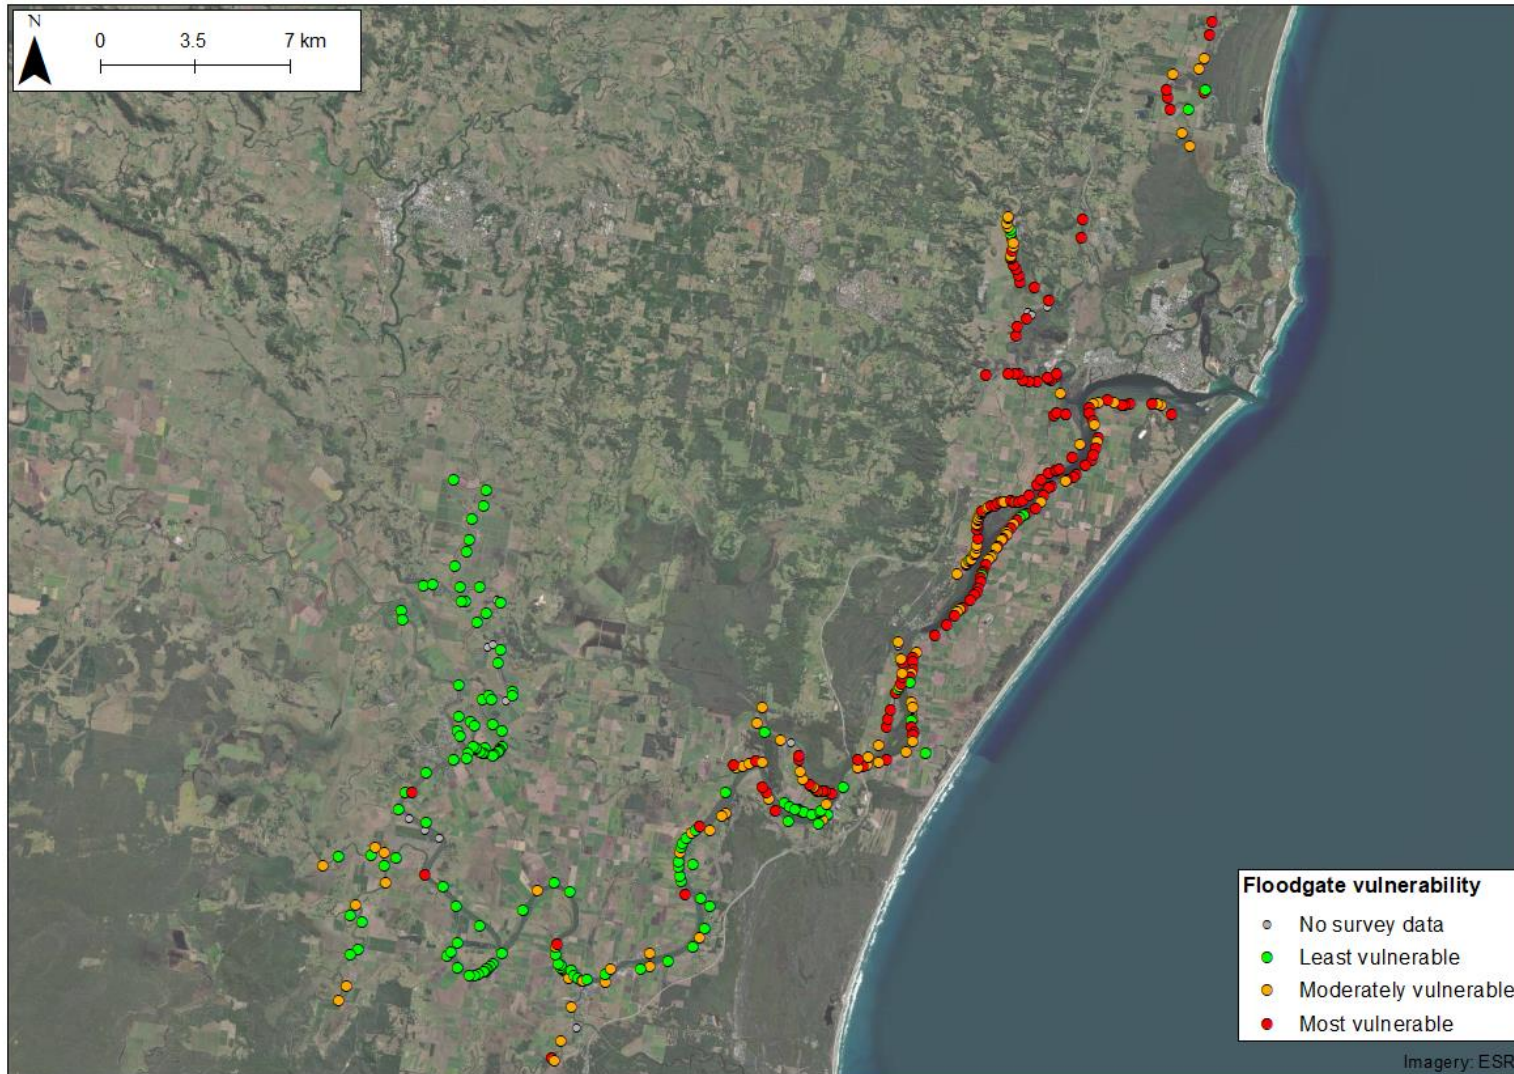 N
0 3.5 7 km
Floodgate vulnerability
No survey data
Least vulnerable
Moderately vulnerable
Most vulnerable
Imagery: ESR